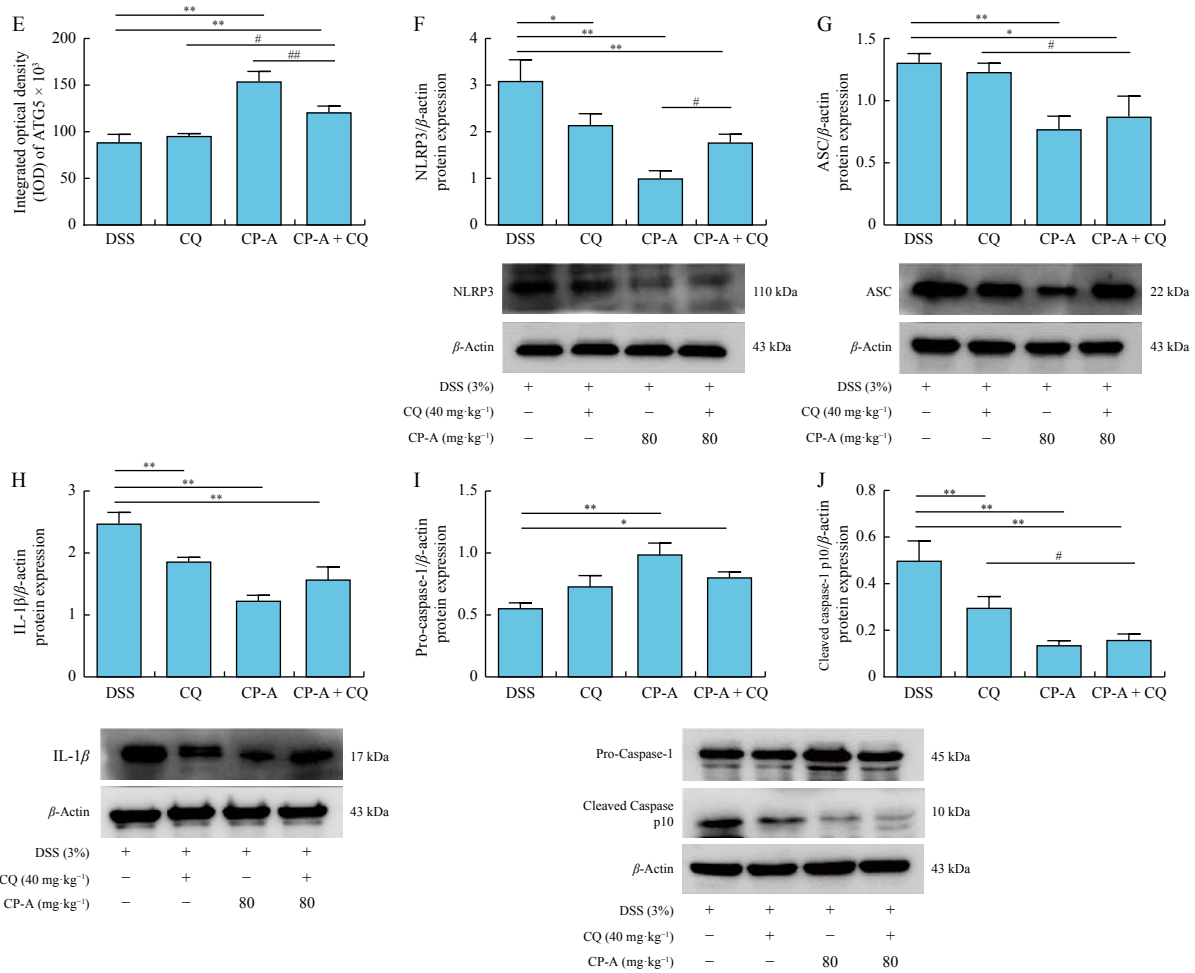 E
**
**
#
##
Integrated optical density
(IOD) of ATG5 × 10³
200
150
100
50
0
DSS CQ CP-A CP-A + CQ
F
*
**
**
#
NLRP3/β-actin
protein expression
4
3
2
1
0
DSS CQ CP-A CP-A + CQ
NLRP3 110 kDa
β-Actin 43 kDa
DSS (3%) + + + +
CQ (40 mg·kg⁻¹) − + − +
CP-A (mg·kg⁻¹) − − 80 80
G
**
*
#
ASC/β-actin
protein expression
1.5
1.0
0.5
0
DSS CQ CP-A CP-A + CQ
ASC 22 kDa
β-Actin 43 kDa
DSS (3%) + + + +
CQ (40 mg·kg⁻¹) − + − +
CP-A (mg·kg⁻¹) − − 80 80
H
**
**
**
IL-1β/β-actin
protein expression
3
2
1
0
DSS CQ CP-A CP-A + CQ
IL-1β 17 kDa
β-Actin 43 kDa
DSS (3%) + + + +
CQ (40 mg·kg⁻¹) − + − +
CP-A (mg·kg⁻¹) − − 80 80
I
**
*
Pro-caspase-1/β-actin
protein expression
1.5
1.0
0.5
0
DSS CQ CP-A CP-A + CQ
J
**
**
**
#
Cleaved caspase-1 p10/β-actin
protein expression
0.8
0.6
0.4
0.2
0
DSS CQ CP-A CP-A + CQ
Pro-Caspase-1 45 kDa
Cleaved Caspase
p10
10 kDa
β-Actin 43 kDa
DSS (3%) + + + +
CQ (40 mg·kg⁻¹) − + − +
CP-A (mg·kg⁻¹) − − 80 80